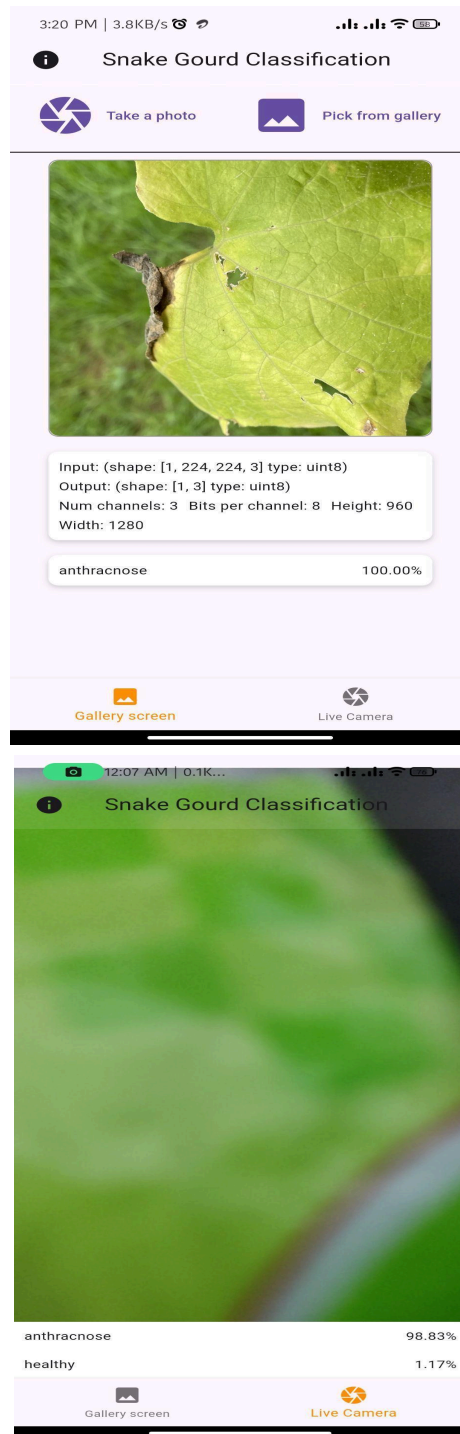 3:20 PM | 3.8KB/s
58
Snake Gourd Classification
Take a photo
Pick from gallery
Input: (shape: [1, 224, 224, 3] type: uint8)
Output: (shape: [1, 3] type: uint8)
Num channels: 3 Bits per channel: 8 Height: 960
Width: 1280
anthracnose 100.00%
Gallery screen
Live Camera
12:07 AM | 0.1K...
Snake Gourd Classification
anthracnose 98.83%
healthy 1.17%
Gallery screen
Live Camera